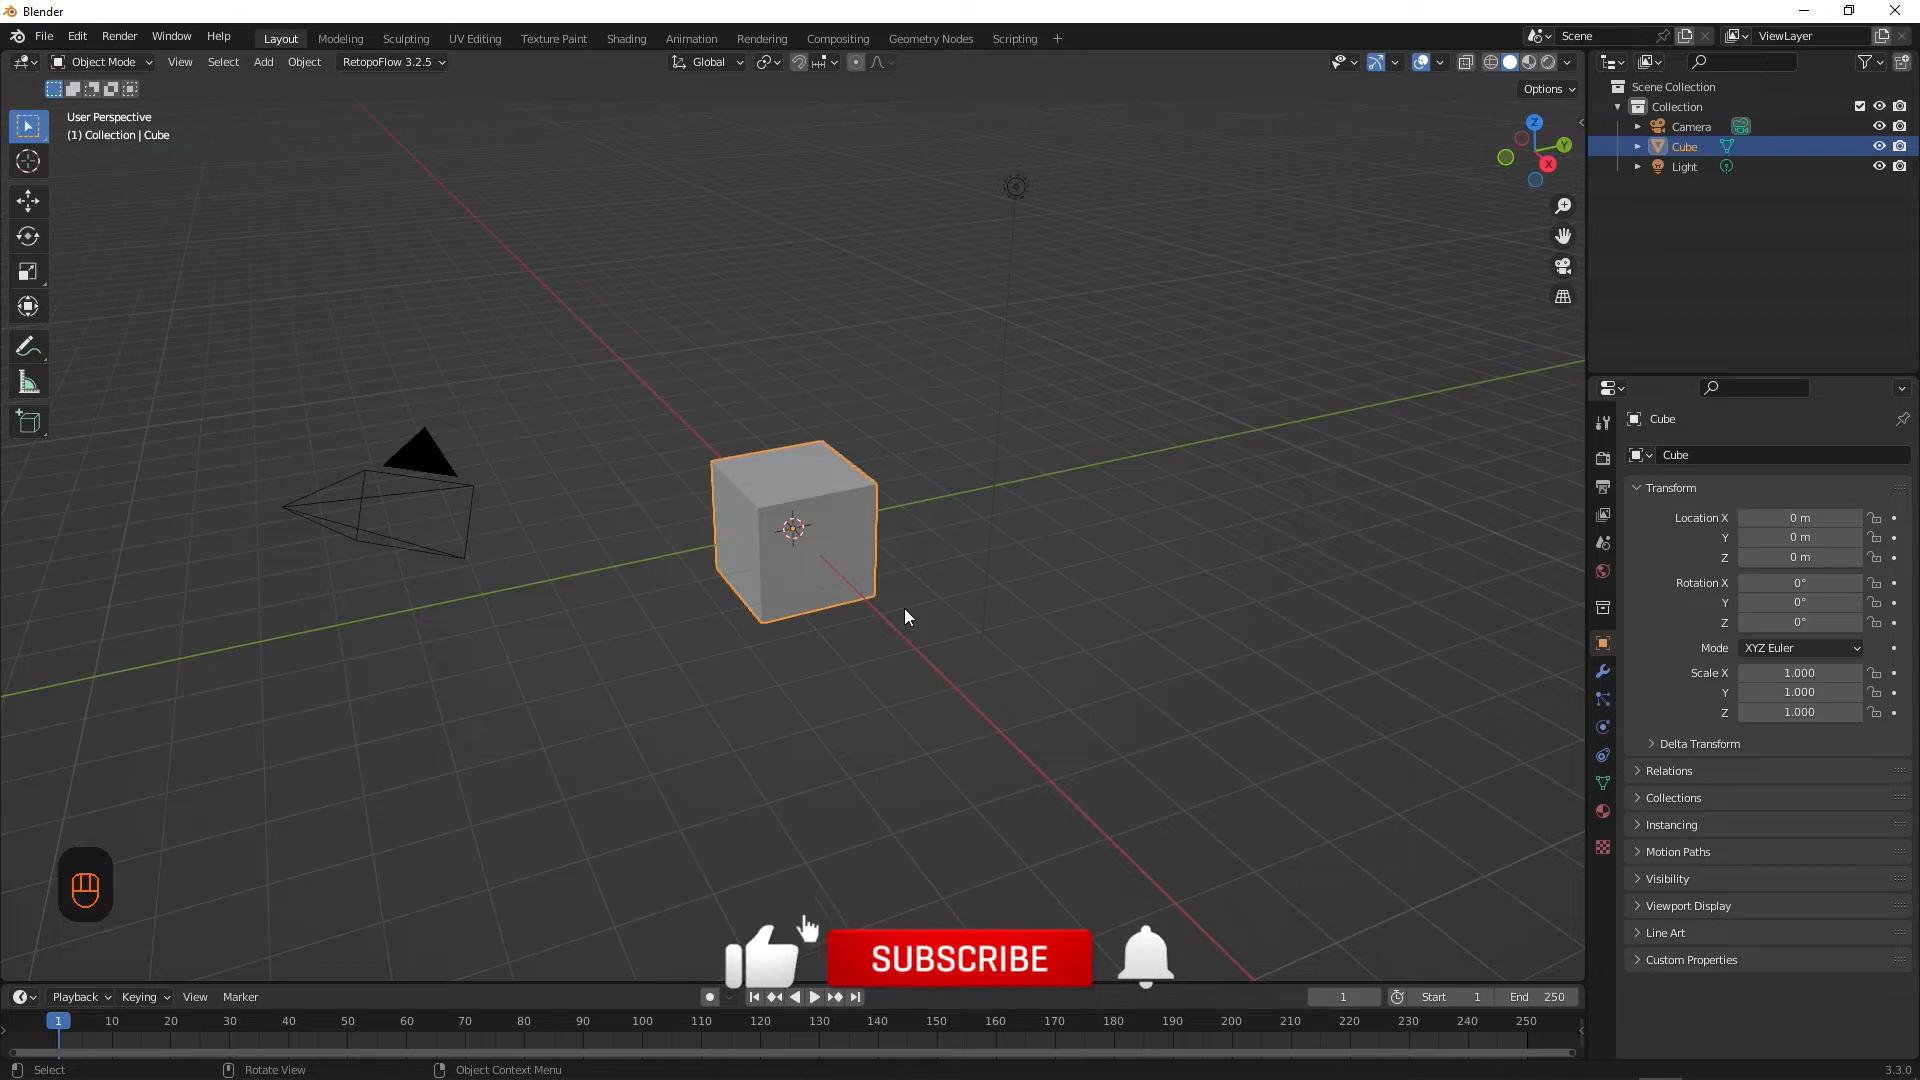 Blender
File Edit Render Window Help Layout Modeling Sculpting UV Editing Texture Paint Shading Animation Rendering Compositing Geometry Nodes Scripting + Scene ViewLayer
Object Mode View Select Add Object RetopoFlow 3.2.5 Global
Options
User Perspective
(1) Collection | Cube
Z
Y
X
Scene Collection
Collection
Camera
Cube
Light
Cube
Cube
Transform
Location X 0 m
Y 0 m
Z 0 m
Rotation X 0°
Y 0°
Z 0°
Mode XYZ Euler
Scale X 1.000
Y 1.000
Z 1.000
Delta Transform
Relations
Collections
Instancing
Motion Paths
Visibility
Viewport Display
Line Art
Custom Properties
SUBSCRIBE
Playback Keying View Marker 1 Start 1 End 250
1 10 20 30 40 50 60 70 80 90 100 110 120 130 140 150 160 170 180 190 200 210 220 230 240 250
Select Rotate View Object Context Menu 3.3.0